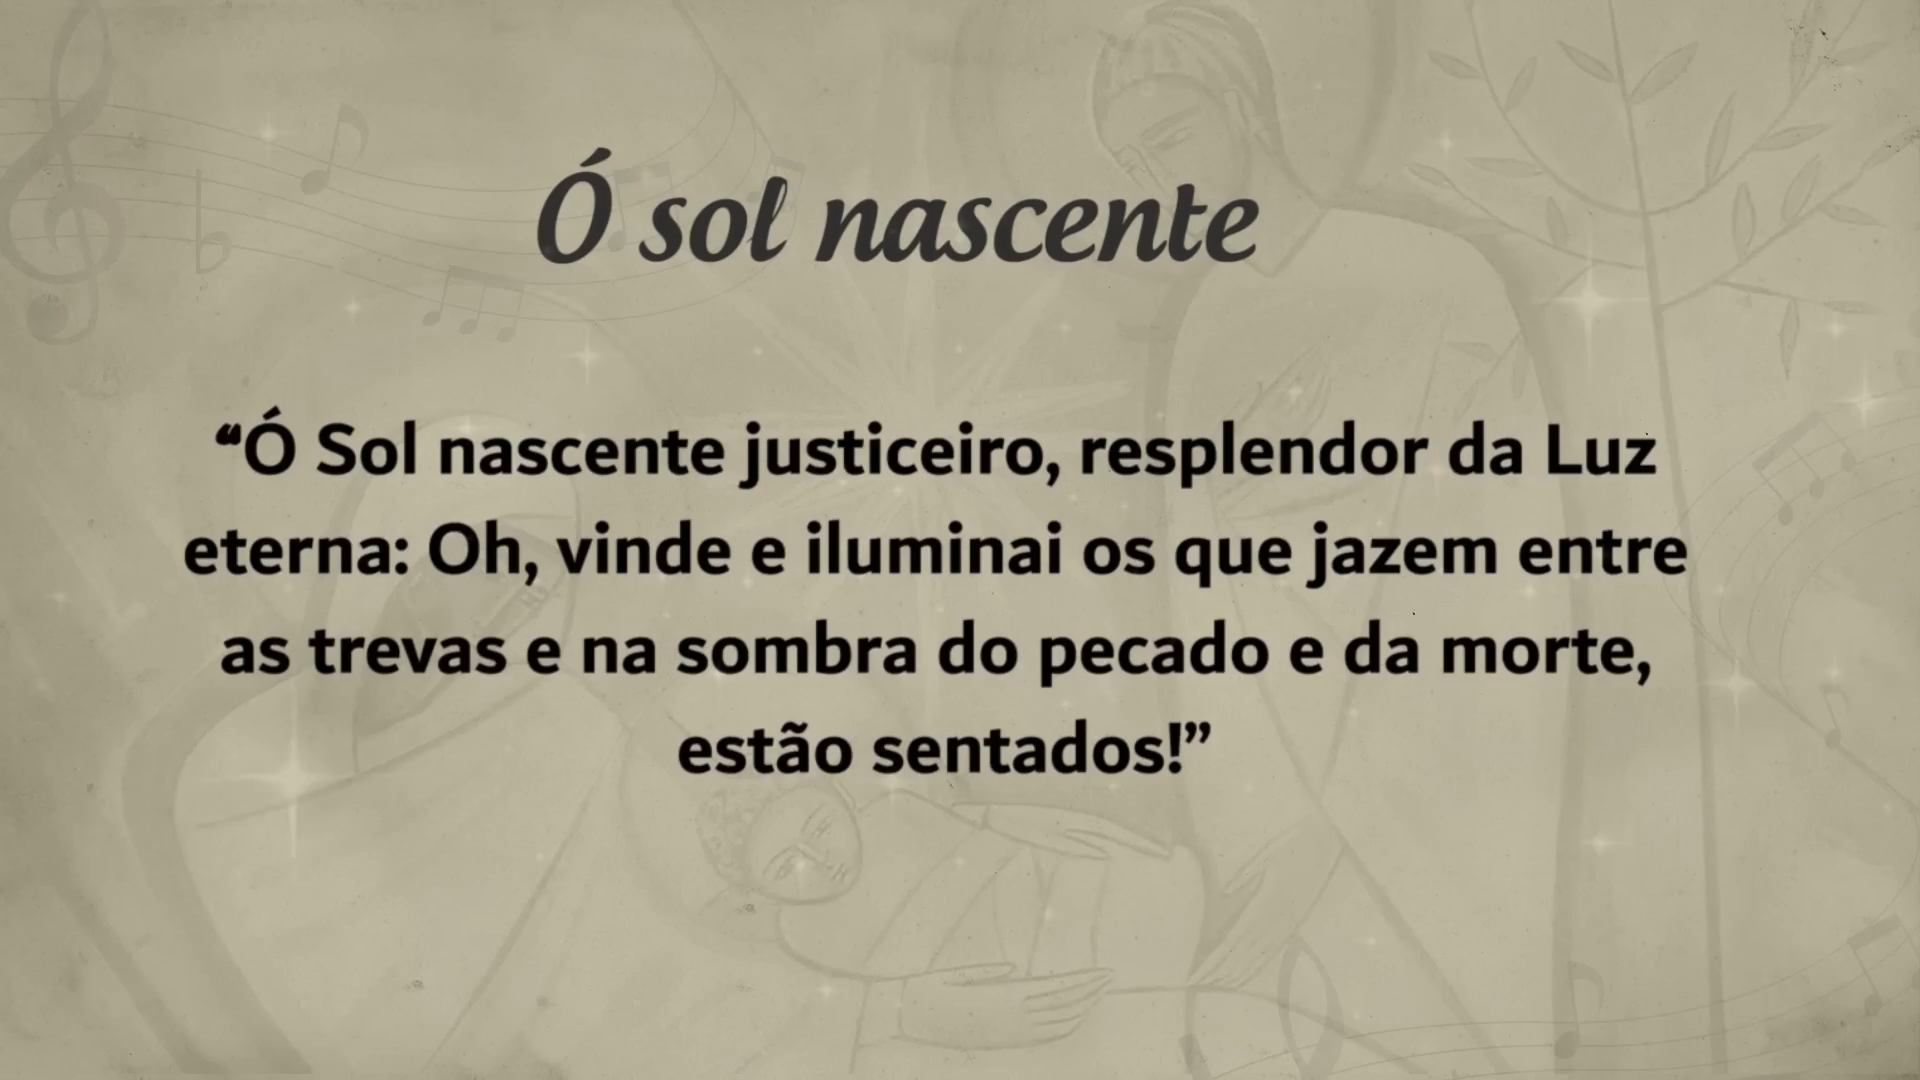 Ó sol nascente
“Ó Sol nascente justiceiro, resplendor da Luz
eterna: Oh, vinde e iluminai os que jazem entre
as trevas e na sombra do pecado e da morte,
estão sentados!”